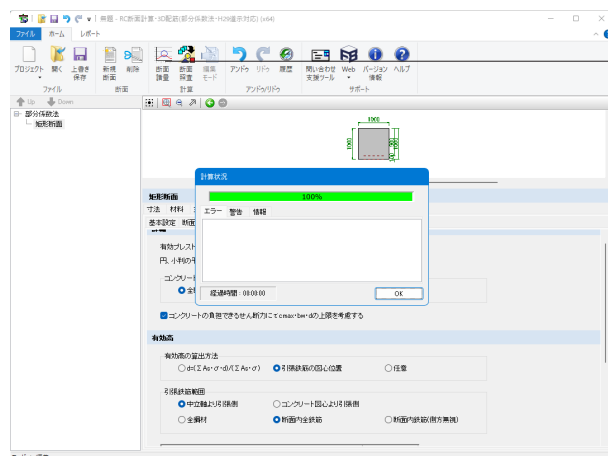 無題 - RC断面計算・3D配筋(部分係数法・H29道示対応) (x64)
ファイル ホーム レポート
プロジェクト 開く 上書き保存 新規断面 削除 断面諸量 断面照査 編集モード アンドゥ リドゥ 履歴 問い合わせ支援ツール Web バージョン情報 ヘルプ
ファイル 断面 計算 アンドゥ/リドゥ サポート
Up Down
部分係数法
矩形断面
1000
1000
計算状況
100%
エラー 警告 情報
経過時間 : 00:00:00
OK
矩形断面
寸法 材料
基本設定 断面
有効プレスト
円、小判の
コンクリート
全
コンクリートの負担できるせん断力にτcmax・bw・dの上限を考慮する
有効高
有効高の算出方法
d=(ΣAs・σ・d)/(ΣAs・σ) 引張鉄筋の図心位置 任意
引張鉄筋範囲
中立軸より引張側 コンクリート図心より引張側
全鋼材 断面内全鉄筋 断面内鉄筋(側方無視)